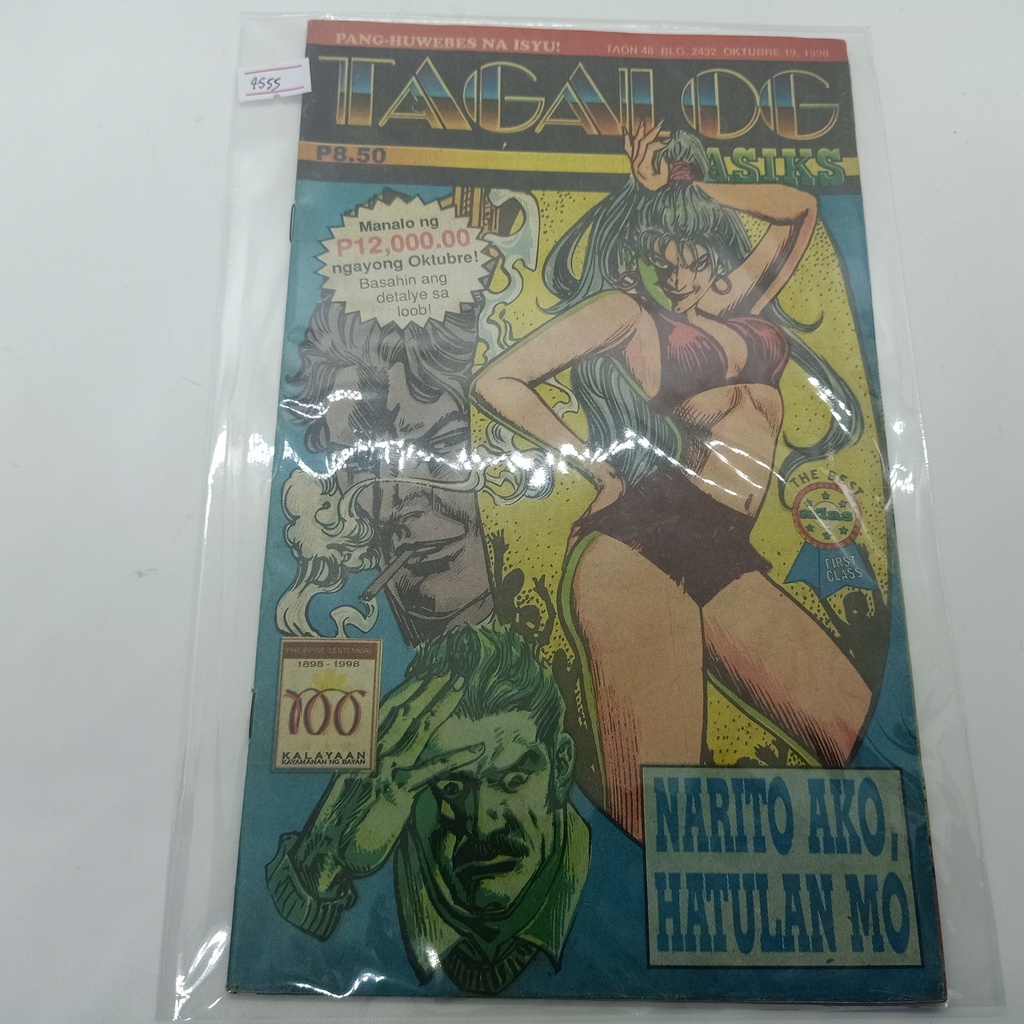 PANG-HUWEBES NA ISYU!
TAON 48 BLG. 2432 OKTUBRE 19, 1998
9555
TAGALOG
ASIKS
P8.50
Manalo ng
P12,000.00
ngayong Oktubre!
Basahin ang
detalye sa
loob!
THE BEST
atlas
FIRST
CLASS
PHILIPPINE CENTENNIAL
1898 - 1998
100
KALAYAAN
KAYAMANAN NG BAYAN
NARITO AKO,
HATULAN MO